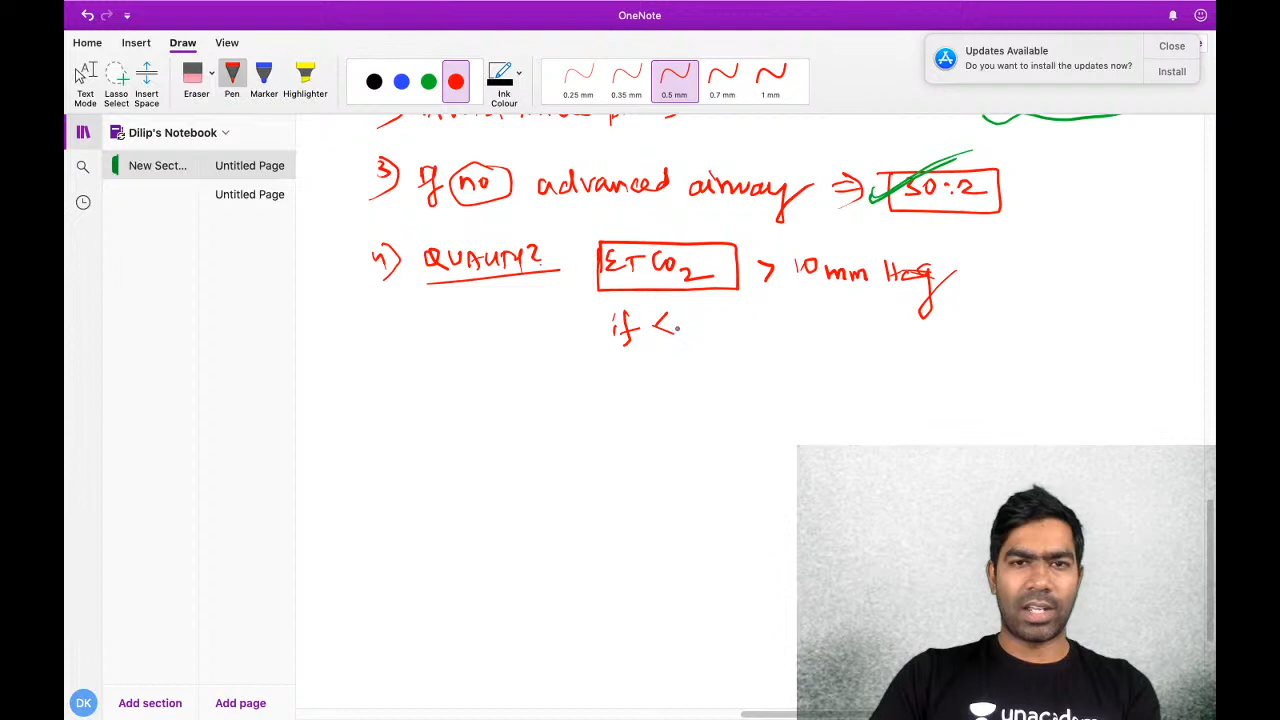 OneNote
Home Insert Draw View
Updates Available
Do you want to install the updates now?
Close
Install
Text Mode
Lasso Select
Insert Space
Eraser
Pen
Marker
Highlighter
Ink Colour
0.25 mm
0.35 mm
0.5 mm
0.7 mm
1 mm
Dilip's Notebook
New Sect... Untitled Page
Untitled Page
3) If no advanced airway ⇒ 30:2
4) QUALITY? ETCO2 > 10 mm Hg
if <
unacademy
DK Add section Add page